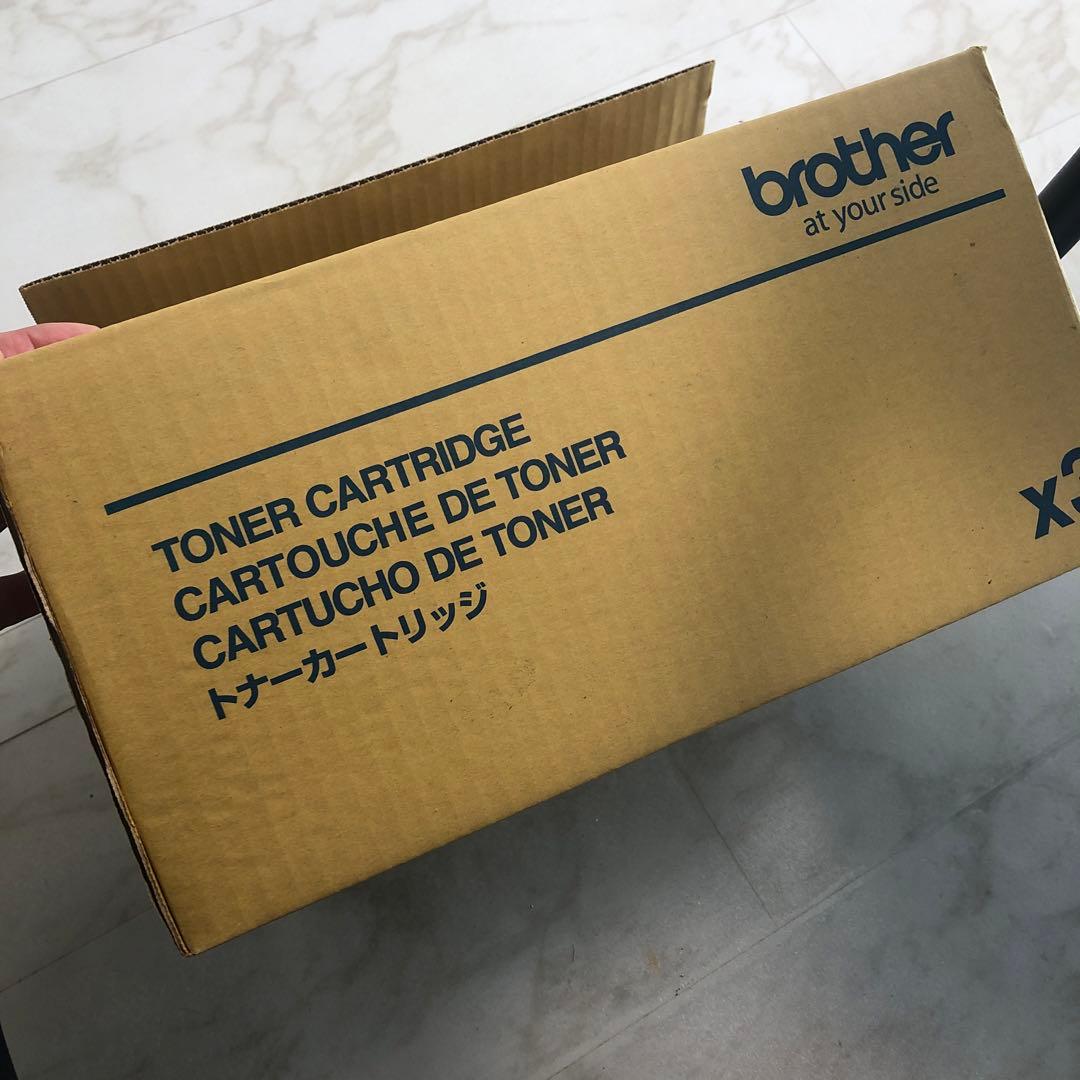 brother
at your side
TONER CARTRIDGE
CARTOUCHE DE TONER
CARTUCHO DE TONER
トナーカートリッジ
x3